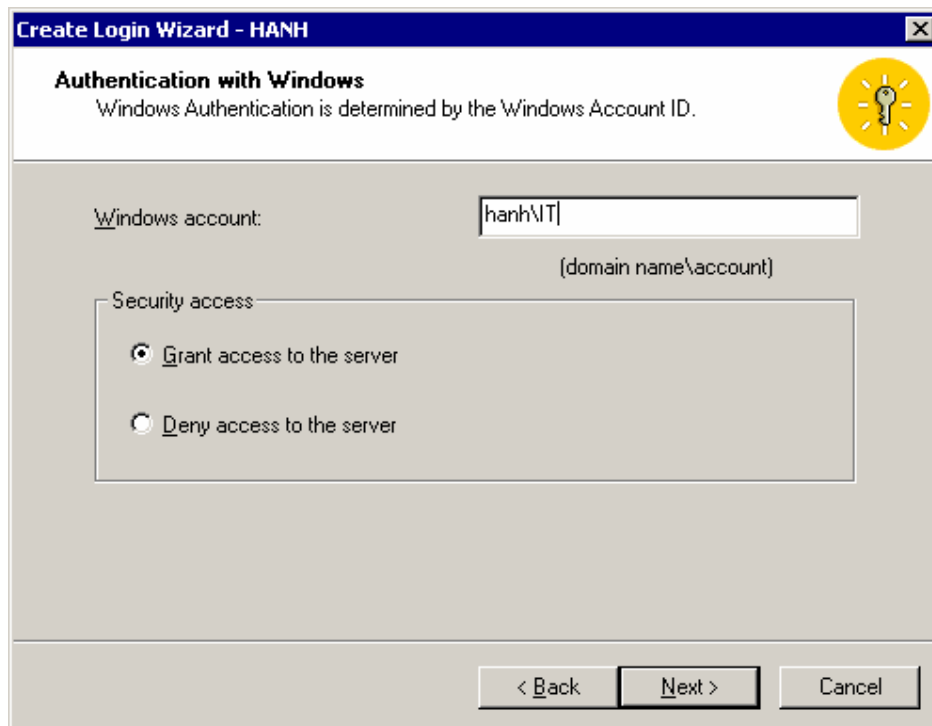 Create Login Wizard - HANH
Authentication with Windows
Windows Authentication is determined by the Windows Account ID.
Windows account:
hanh\IT
(domain name\account)
Security access
Grant access to the server
Deny access to the server
< Back
Next >
Cancel